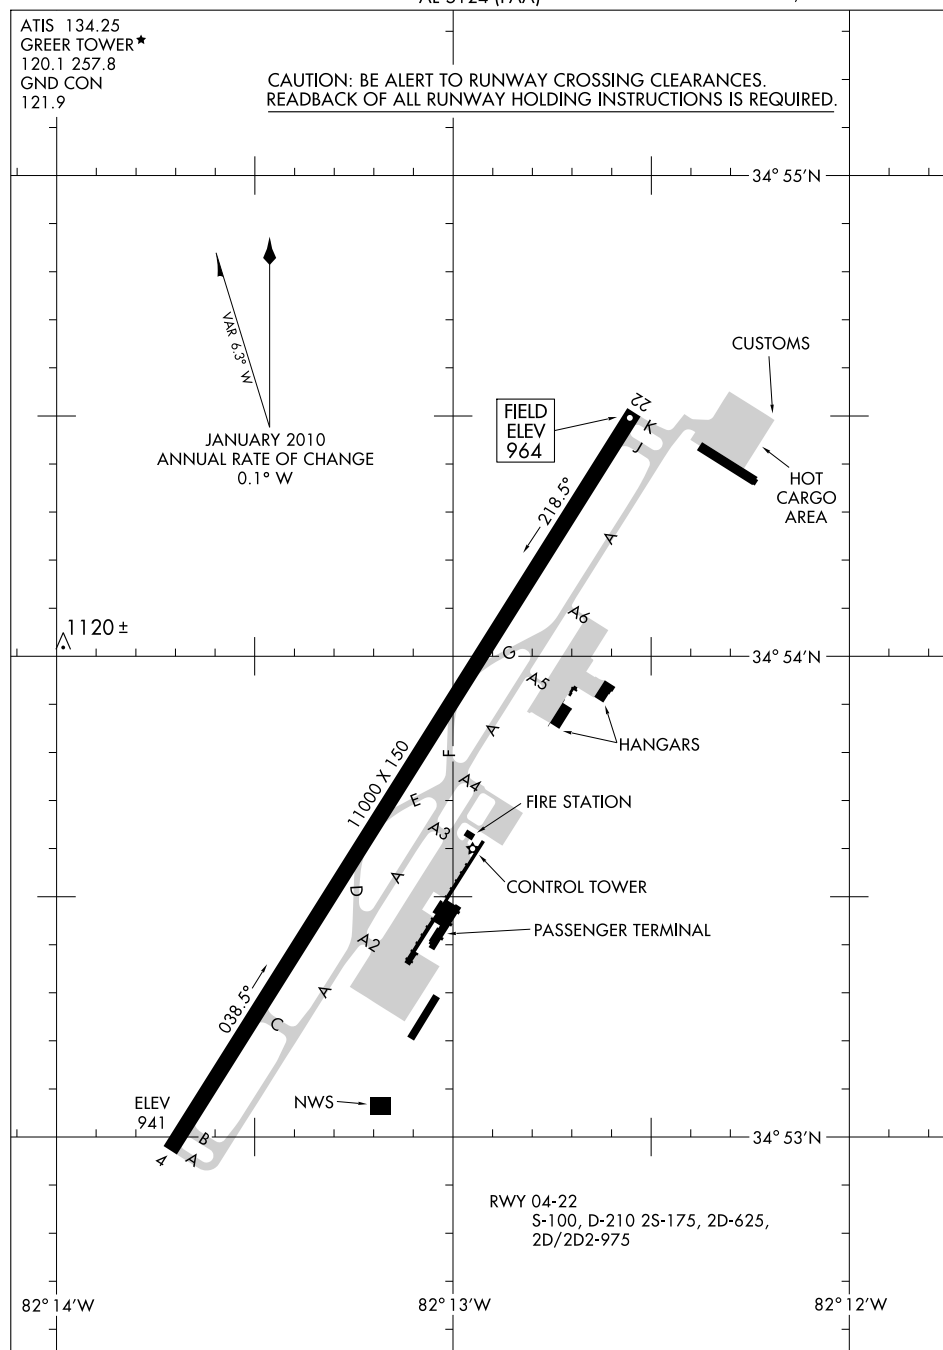 ATIS 134.25
GREER TOWER★
120.1 257.8
GND CON
121.9
CAUTION: BE ALERT TO RUNWAY CROSSING CLEARANCES.
READBACK OF ALL RUNWAY HOLDING INSTRUCTIONS IS REQUIRED.
34° 55'N
VAR 6.3° W
JANUARY 2010
ANNUAL RATE OF CHANGE
0.1° W
CUSTOMS
FIELD
ELEV
964
22
K
J
HOT
CARGO
AREA
218.5°
A
A6
1120 ±
G
34° 54'N
A5
A
HANGARS
F
11000 X 150
A4
E
A3
FIRE STATION
A
D
CONTROL TOWER
A2
PASSENGER TERMINAL
A
038.5°
C
ELEV
941
NWS
B
A
4
34° 53'N
RWY 04-22
S-100, D-210 2S-175, 2D-625,
2D/2D2-975
82° 14'W
82° 13'W
82° 12'W